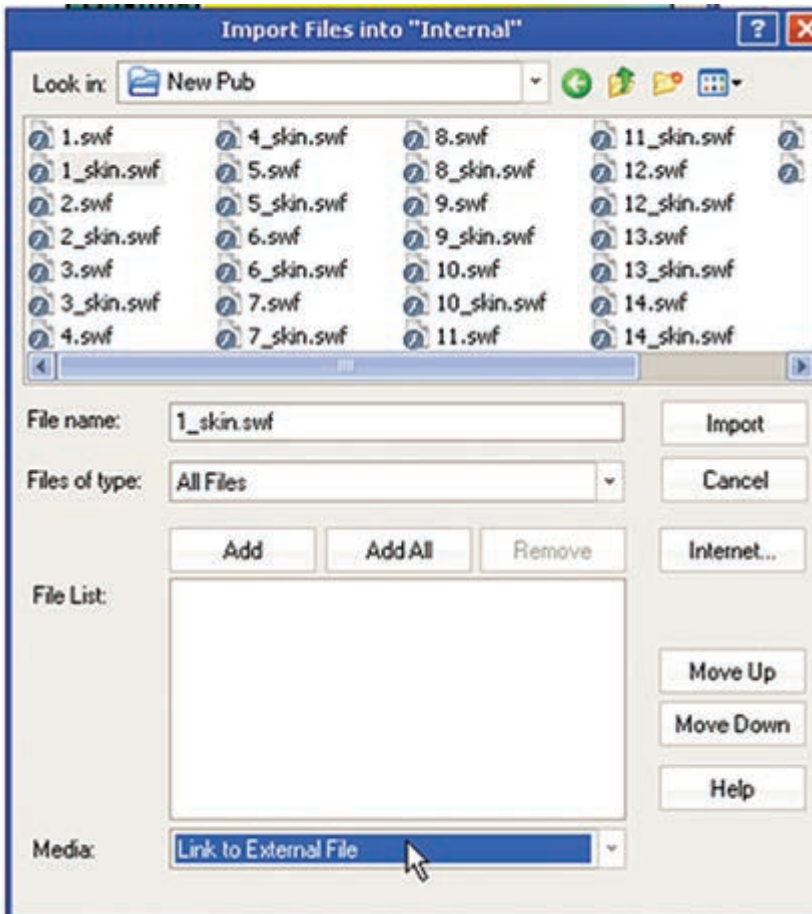 Import Files into "Internal"
Look in: New Pub
1.swf 4_skin.swf 8.swf 11_skin.swf
1_skin.swf 5.swf 8_skin.swf 12.swf
2.swf 5_skin.swf 9.swf 12_skin.swf
2_skin.swf 6.swf 9_skin.swf 13.swf
3.swf 6_skin.swf 10.swf 13_skin.swf
3_skin.swf 7.swf 10_skin.swf 14.swf
4.swf 7_skin.swf 11.swf 14_skin.swf
File name: 1_skin.swf Import
Files of type: All Files Cancel
Add Add All Remove Internet...
File List:
Move Up
Move Down
Help
Media: Link to External File